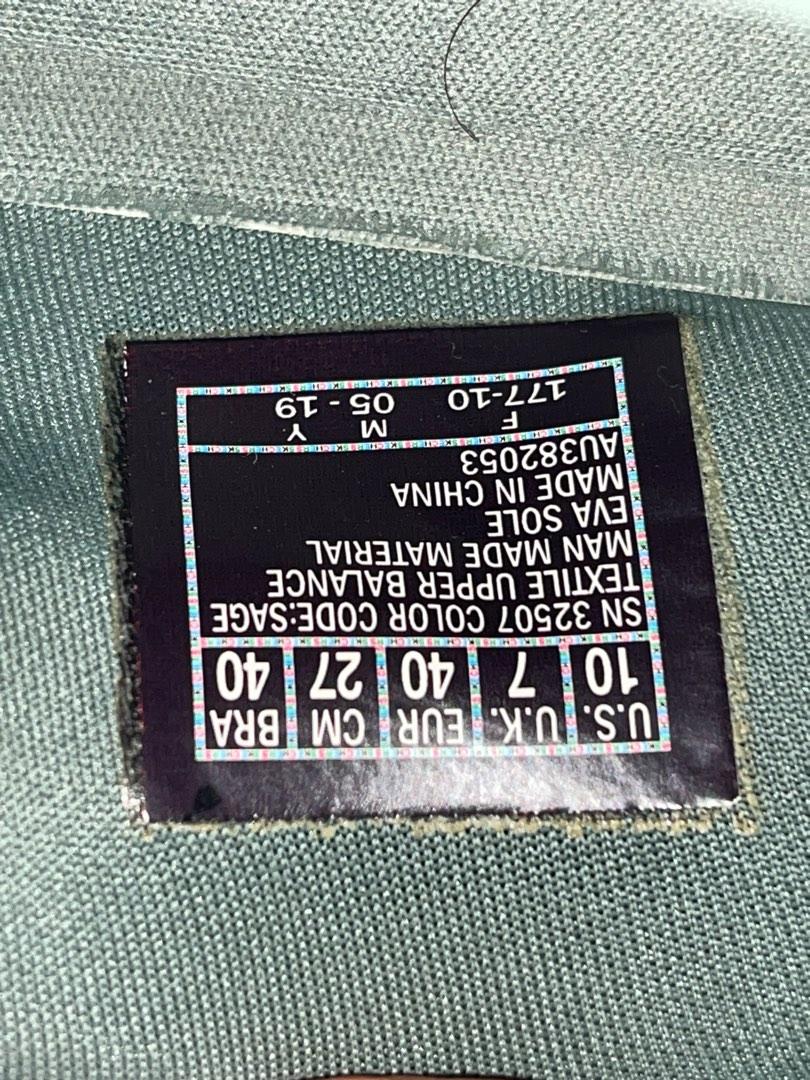 U.S. U.K. EUR CM BRA
10 7 40 27 40
SN 32507 COLOR CODE:SAGE
TEXTILE UPPER BALANCE
MAN MADE MATERIAL
EVA SOLE
MADE IN CHINA
AU382053
F M Y
177-10 05 - 19